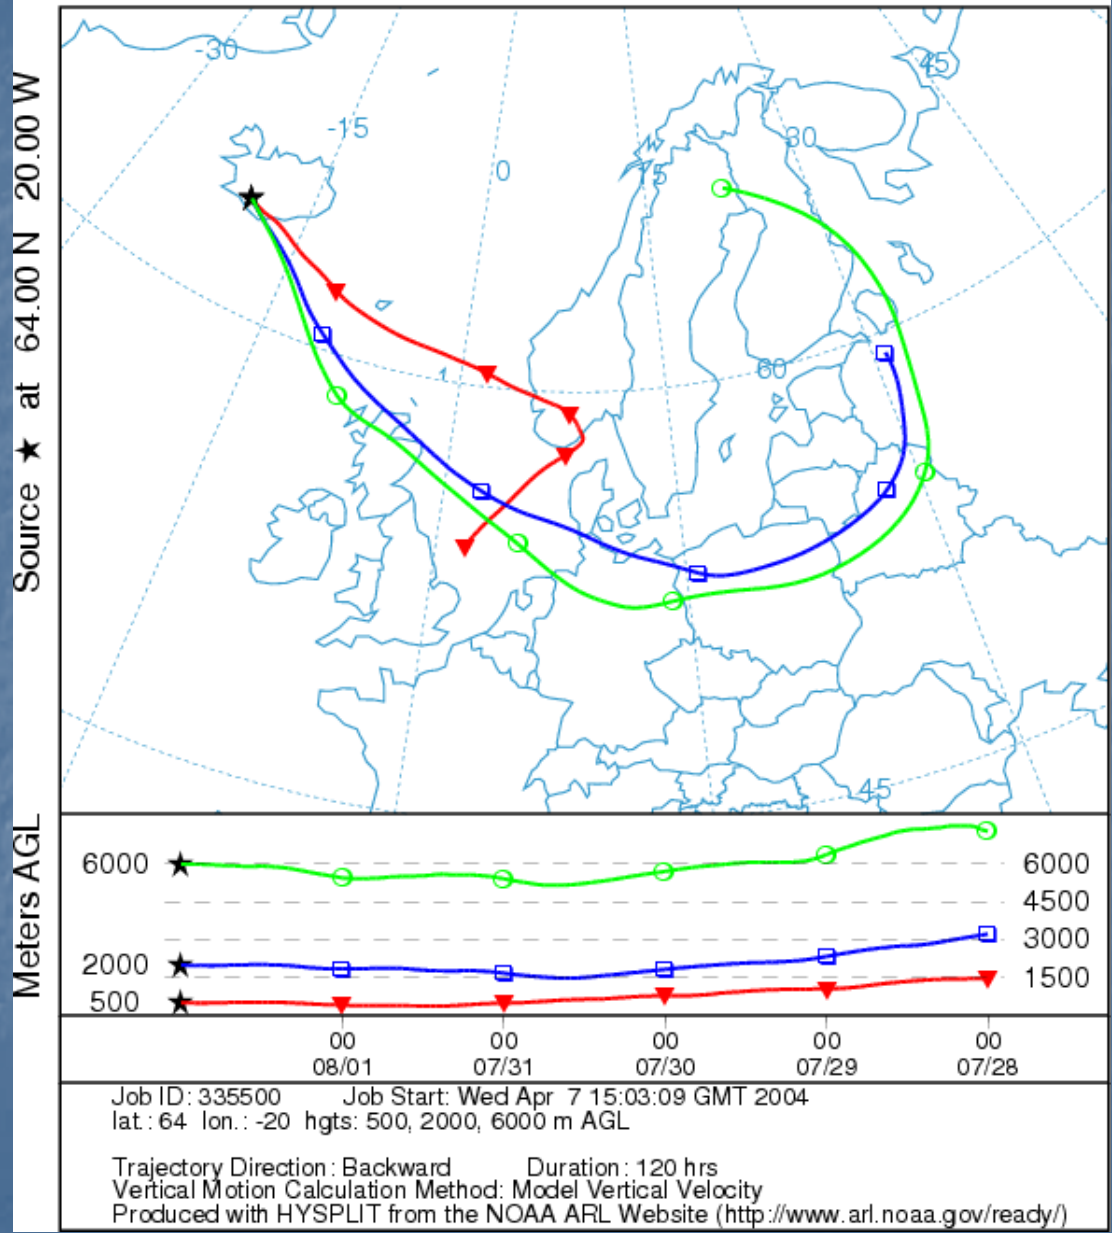 Source ★ at 64.00 N 20.00 W
-30
45
-15
30
0
15
60
1
45
Meters AGL
6000 6000
4500
3000
2000
1500
500
00 00 00 00 00
08/01 07/31 07/30 07/29 07/28
Job ID: 335500 Job Start: Wed Apr 7 15:03:09 GMT 2004
lat.: 64 lon.: -20 hgts: 500, 2000, 6000 m AGL
Trajectory Direction: Backward Duration: 120 hrs
Vertical Motion Calculation Method: Model Vertical Velocity
Produced with HYSPLIT from the NOAA ARL Website (http://www.arl.noaa.gov/ready/)